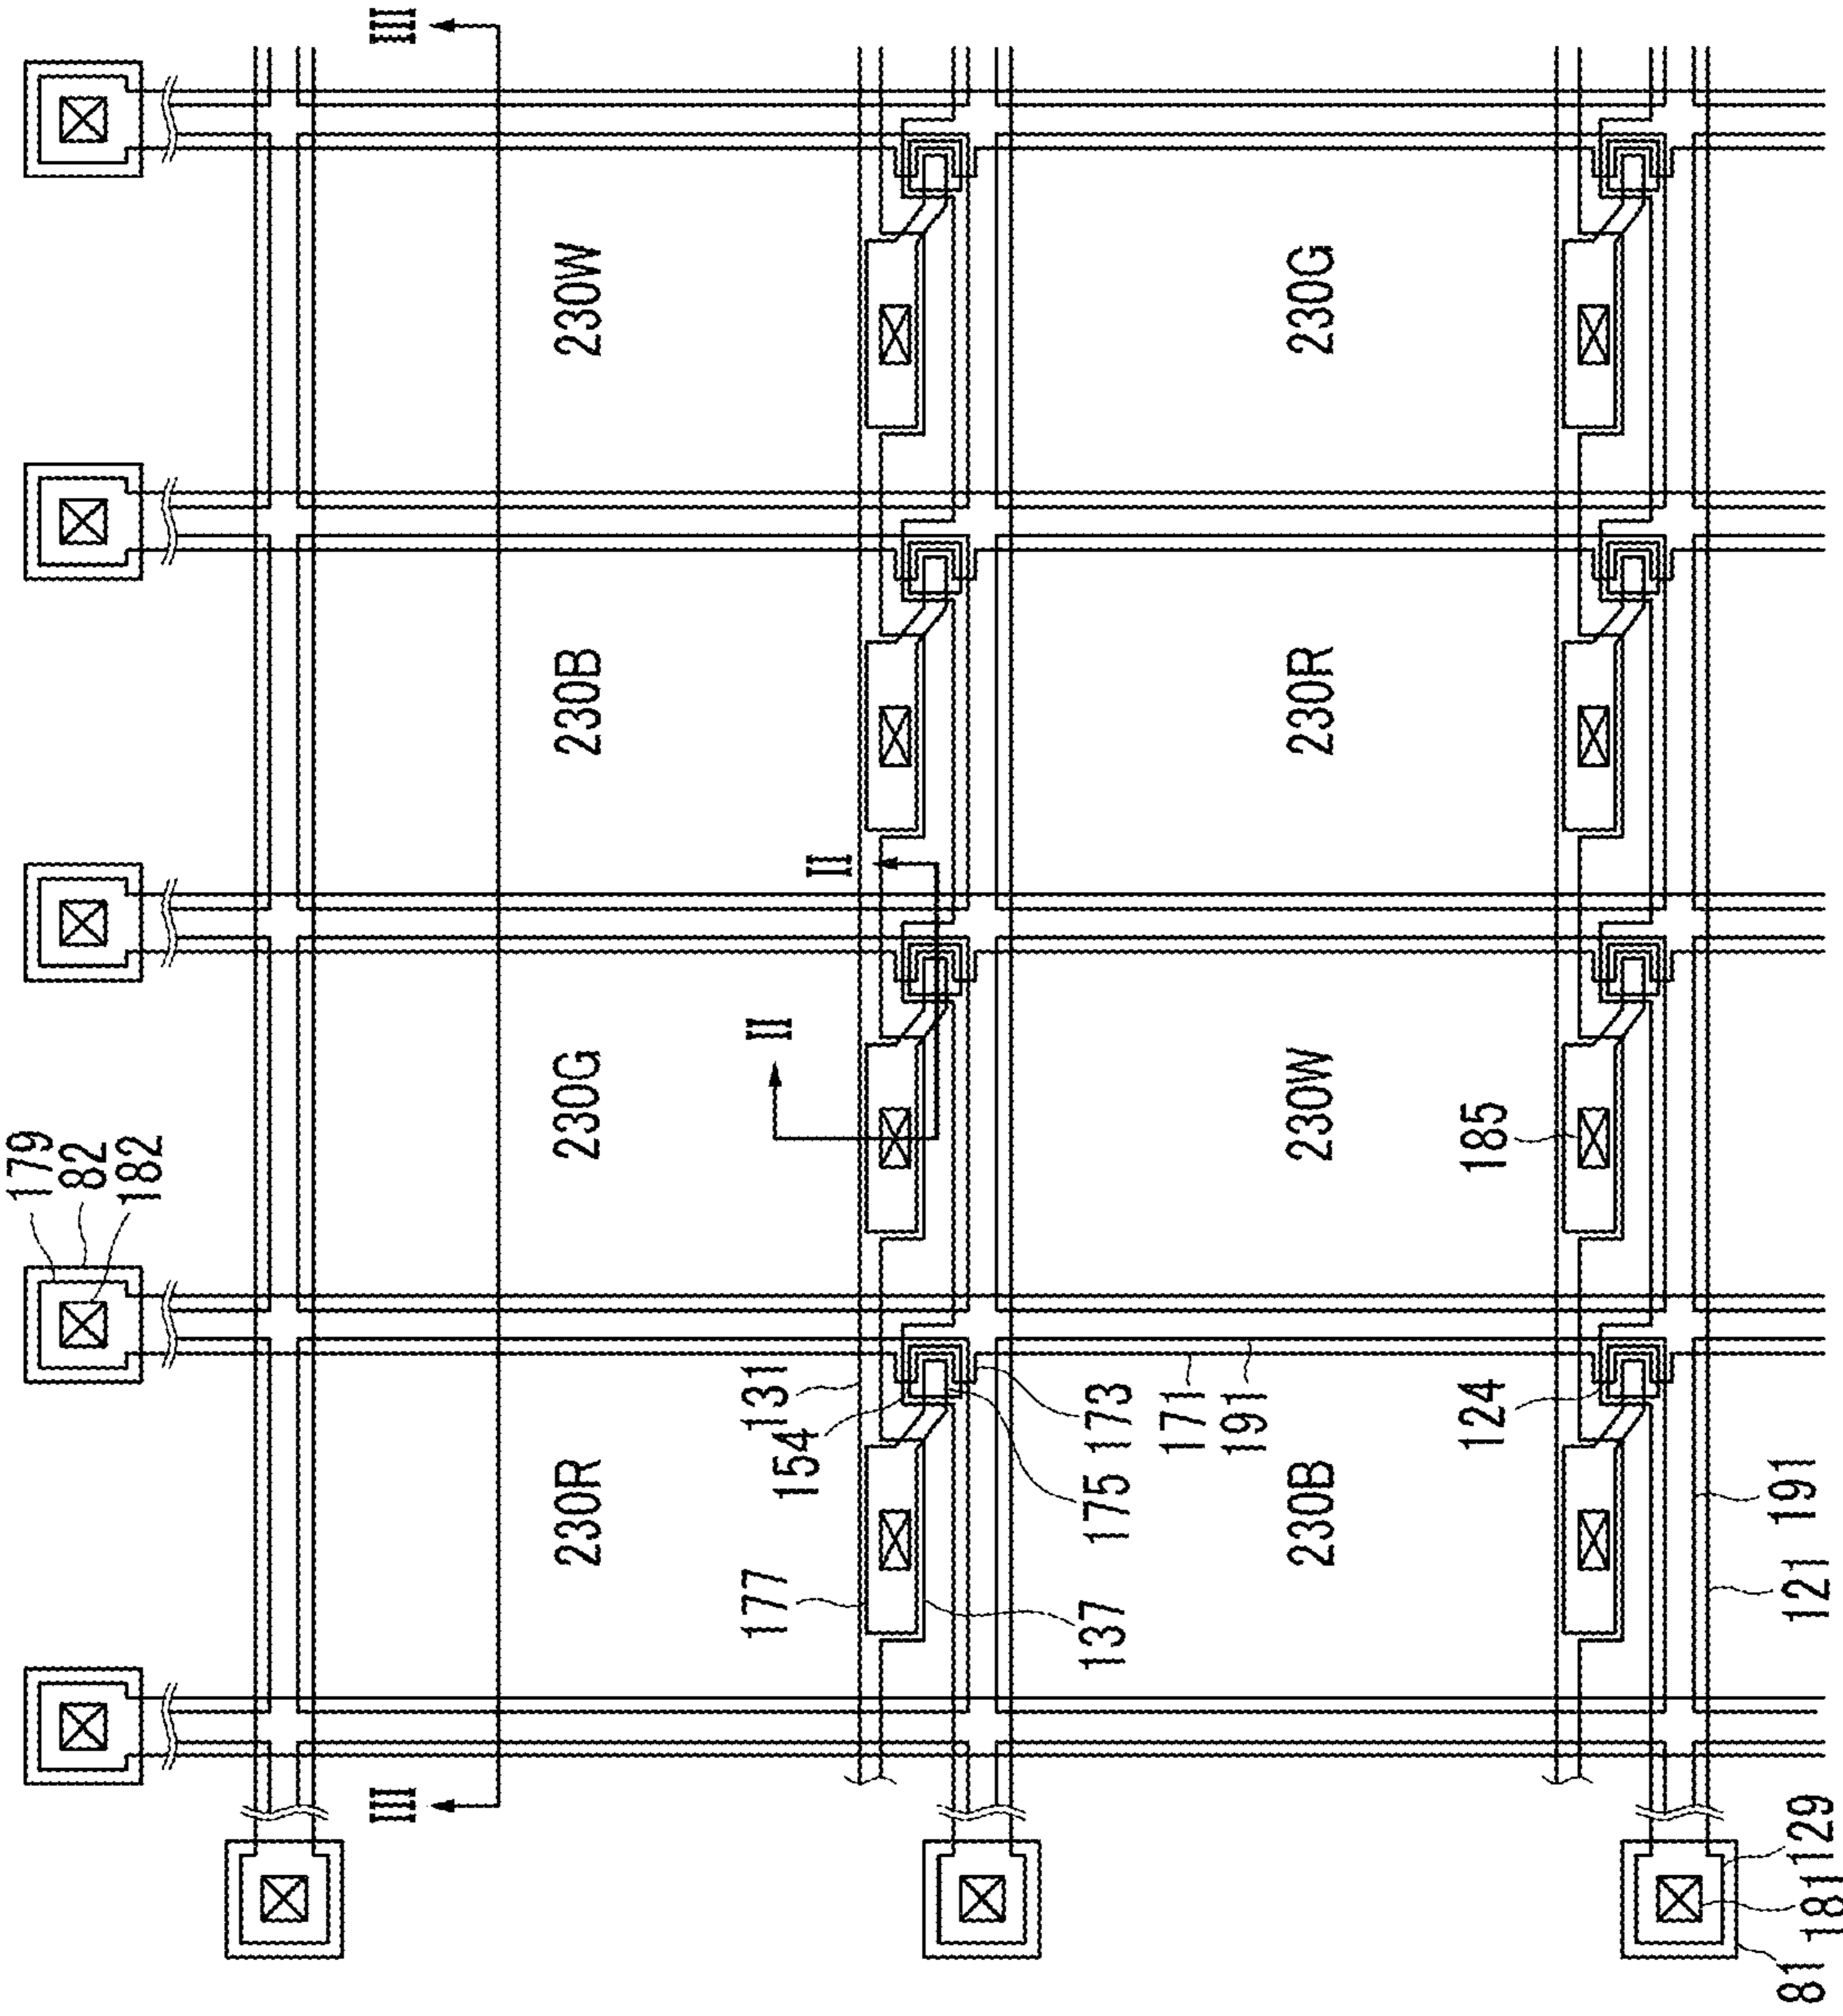 179
82
182
III III
230R 230G 230B 230W
177 131 II
154 II
137 175 173
171
191
230B 230W 230R 230G
124 185
81 181 129 121 191